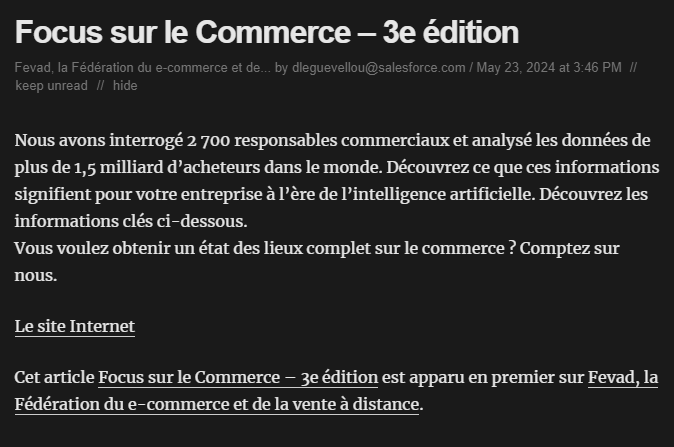 Focus sur le Commerce – 3e édition
Fevad, la Fédération du e-commerce et de... by dleguevellou@salesforce.com / May 23, 2024 at 3:46 PM //
keep unread // hide
Nous avons interrogé 2 700 responsables commerciaux et analysé les données de
plus de 1,5 milliard d’acheteurs dans le monde. Découvrez ce que ces informations
signifient pour votre entreprise à l’ère de l’intelligence artificielle. Découvrez les
informations clés ci-dessous.
Vous voulez obtenir un état des lieux complet sur le commerce ? Comptez sur
nous.
Le site Internet
Cet article Focus sur le Commerce – 3e édition est apparu en premier sur Fevad, la
Fédération du e-commerce et de la vente à distance.